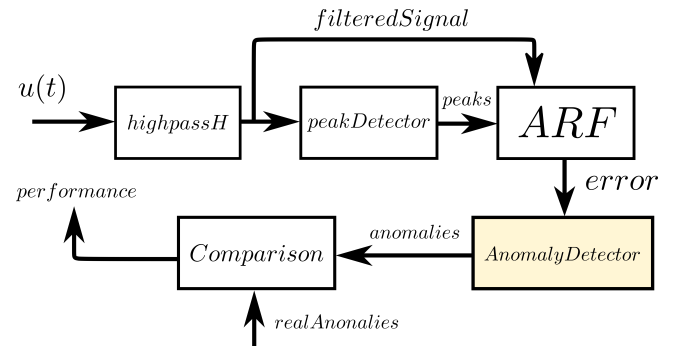 filteredSignal
u(t)
highpassH
peakDetector
peaks
ARF
error
performance
Comparison
anomalies
AnomalyDetector
realAnonalies